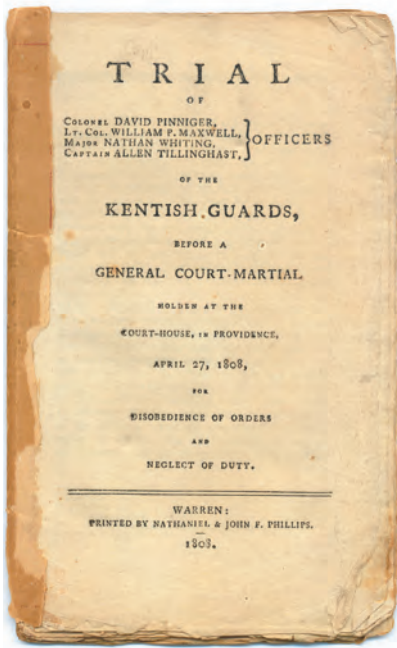 TRIAL
OF
COLONEL DAVID PINNIGER,
LT. COL. WILLIAM P. MAXWELL,
MAJOR NATHAN WHITING,
CAPTAIN ALLEN TILLINGHAST,
} OFFICERS
OF THE
KENTISH GUARDS,
BEFORE A
GENERAL COURT-MARTIAL
HOLDEN AT THE
COURT-HOUSE, IN PROVIDENCE,
APRIL 27, 1808,
FOR
DISOBEDIENCE OF ORDERS
AND
NEGLECT OF DUTY.
WARREN:
PRINTED BY NATHANIEL & JOHN F. PHILLIPS.
1808.